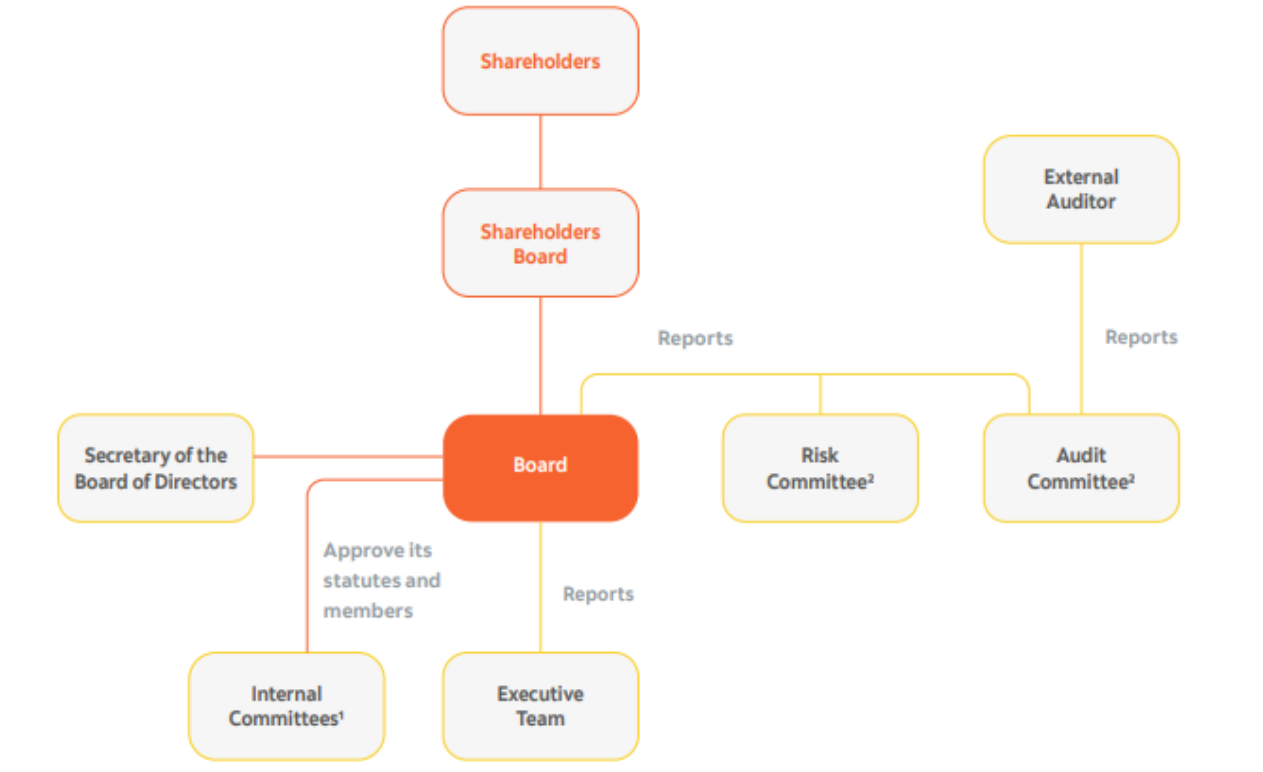 Shareholders
External
Auditor
Shareholders
Board
Reports
Reports
Secretary of the
Board of Directors
Board
Risk
Committee²
Audit
Committee²
Approve its
statutes and
members
Reports
Internal
Committees¹
Executive
Team